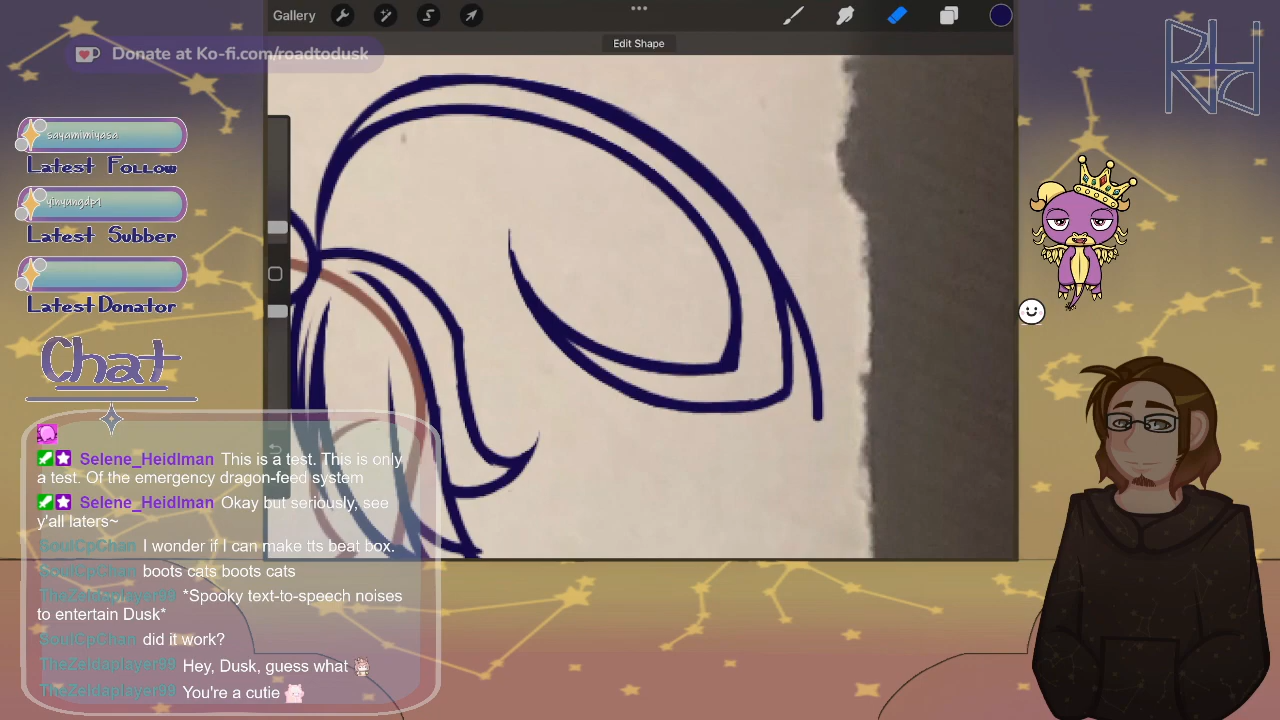 Gallery
Edit Shape
Donate at Ko-fi.com/roadtodusk
sayamimiyasa
Latest Follow
yinyungdp1
Latest Subber
Latest Donator
Chat
Selene_Heidlman This is a test. This is only
a test. Of the emergency dragon-feed system
Selene_Heidlman Okay but seriously, see
y'all laters~
SoulCpChan I wonder if I can make tts beat box.
SoulCpChan boots cats boots cats
TheZeldaplayer99 *Spooky text-to-speech noises
to entertain Dusk*
SoulCpChan did it work?
TheZeldaplayer99 Hey, Dusk, guess what
TheZeldaplayer99 You're a cutie